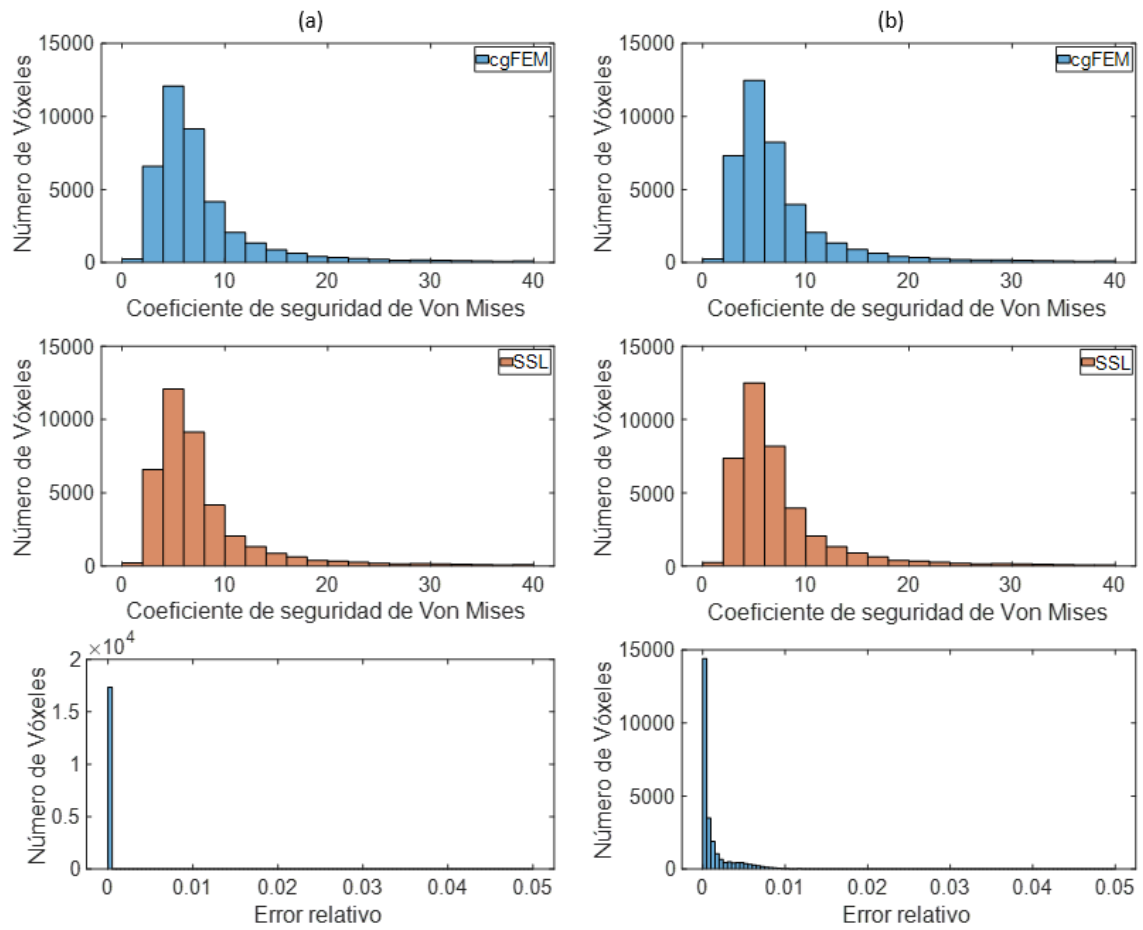 (a)
15000
10000
5000
0
Número de Vóxeles
cgFEM
0 10 20 30 40
Coeficiente de seguridad de Von Mises
15000
10000
5000
0
Número de Vóxeles
SSL
0 10 20 30 40
Coeficiente de seguridad de Von Mises
×10⁴
2
1.5
1
0.5
0
Número de Vóxeles
0 0.01 0.02 0.03 0.04 0.05
Error relativo
(b)
15000
10000
5000
0
Número de Vóxeles
cgFEM
0 10 20 30 40
Coeficiente de seguridad de Von Mises
15000
10000
5000
0
Número de Vóxeles
SSL
0 10 20 30 40
Coeficiente de seguridad de Von Mises
15000
10000
5000
0
Número de Vóxeles
0 0.01 0.02 0.03 0.04 0.05
Error relativo